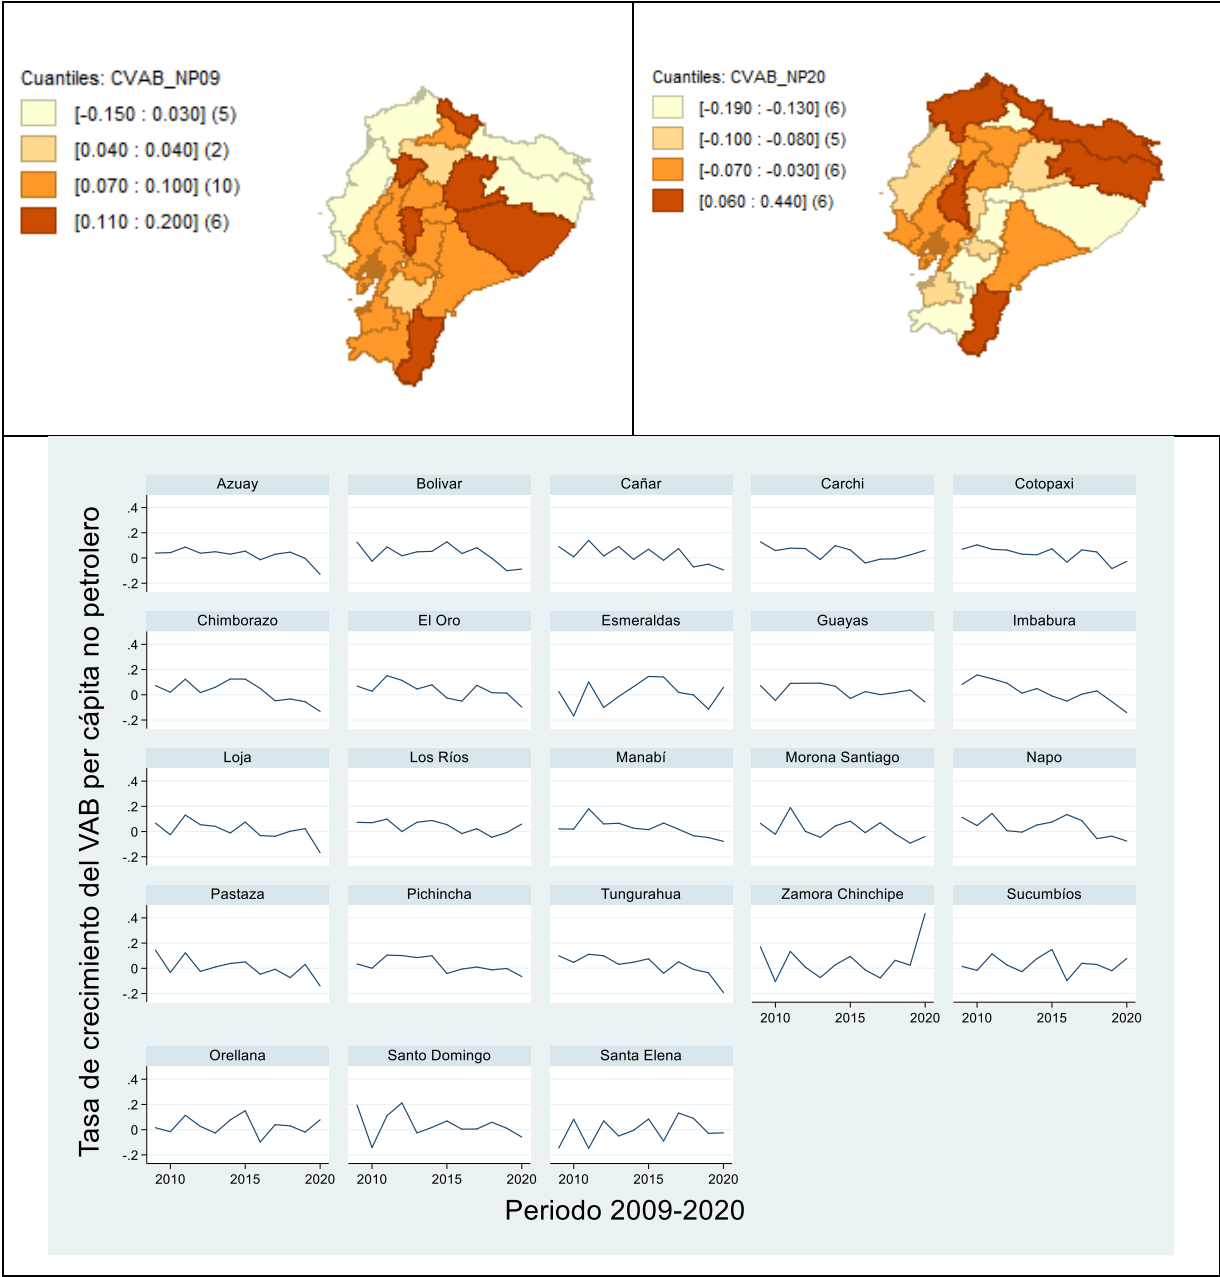 Cuantiles: CVAB_NP09
[-0.150 : 0.030] (5)
[0.040 : 0.040] (2)
[0.070 : 0.100] (10)
[0.110 : 0.200] (6)
Cuantiles: CVAB_NP20
[-0.190 : -0.130] (6)
[-0.100 : -0.080] (5)
[-0.070 : -0.030] (6)
[0.060 : 0.440] (6)
Tasa de crecimiento del VAB per cápita no petrolero
Azuay Bolivar Cañar Carchi Cotopaxi
.4
.2
0
-.2
Chimborazo El Oro Esmeraldas Guayas Imbabura
.4
.2
0
-.2
Loja Los Ríos Manabí Morona Santiago Napo
.4
.2
0
-.2
Pastaza Pichincha Tungurahua Zamora Chinchipe Sucumbíos
.4
.2
0
-.2
2010 2015 2020 2010 2015 2020
Orellana Santo Domingo Santa Elena
.4
.2
0
-.2
2010 2015 2020 2010 2015 2020 2010 2015 2020
Periodo 2009-2020